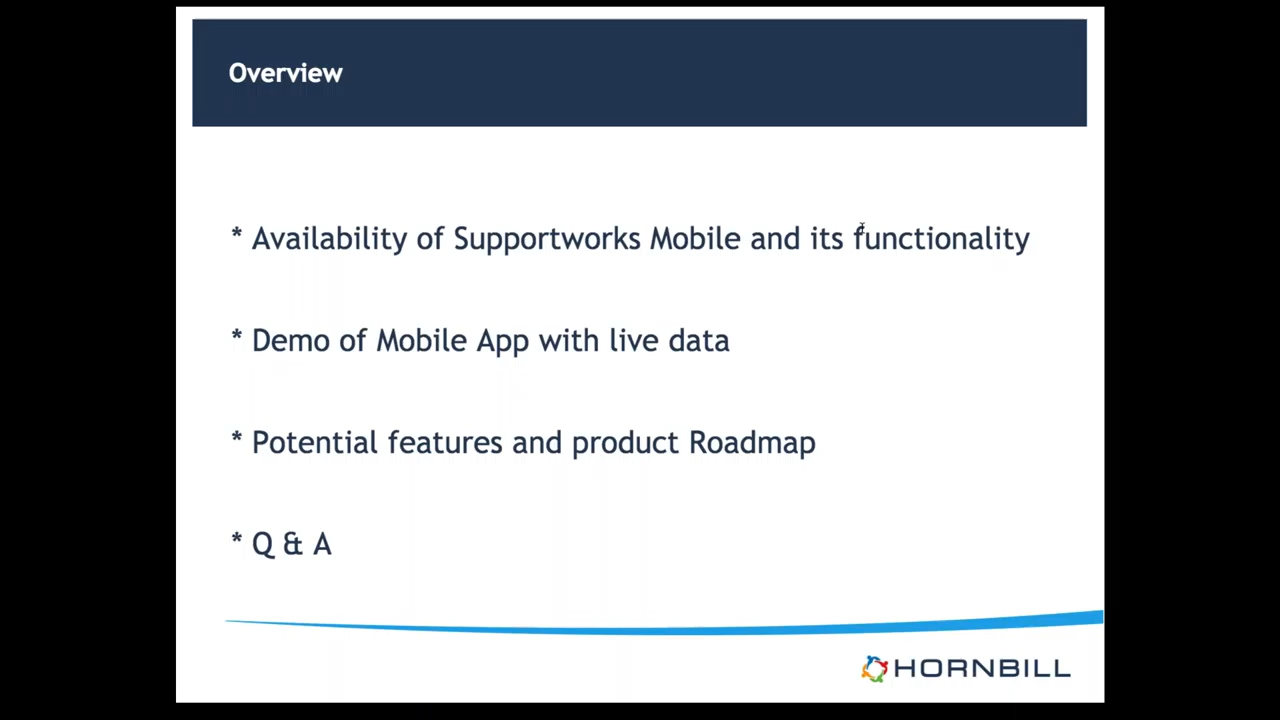 Overview
* Availability of Supportworks Mobile and its functionality
* Demo of Mobile App with live data
* Potential features and product Roadmap
* Q & A
HORNBILL